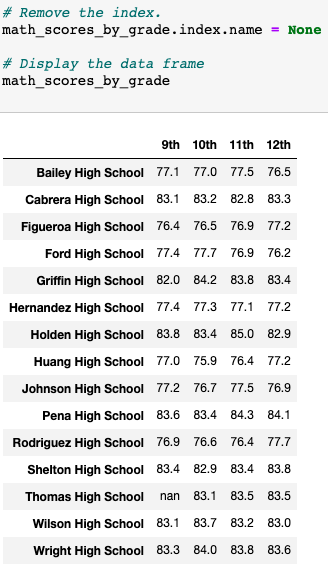 # Remove the index.
math_scores_by_grade.index.name = None
# Display the data frame
math_scores_by_grade
9th 10th 11th 12th
Bailey High School 77.1 77.0 77.5 76.5
Cabrera High School 83.1 83.2 82.8 83.3
Figueroa High School 76.4 76.5 76.9 77.2
Ford High School 77.4 77.7 76.9 76.2
Griffin High School 82.0 84.2 83.8 83.4
Hernandez High School 77.4 77.3 77.1 77.2
Holden High School 83.8 83.4 85.0 82.9
Huang High School 77.0 75.9 76.4 77.2
Johnson High School 77.2 76.7 77.5 76.9
Pena High School 83.6 83.4 84.3 84.1
Rodriguez High School 76.9 76.6 76.4 77.7
Shelton High School 83.4 82.9 83.4 83.8
Thomas High School nan 83.1 83.5 83.5
Wilson High School 83.1 83.7 83.2 83.0
Wright High School 83.3 84.0 83.8 83.6